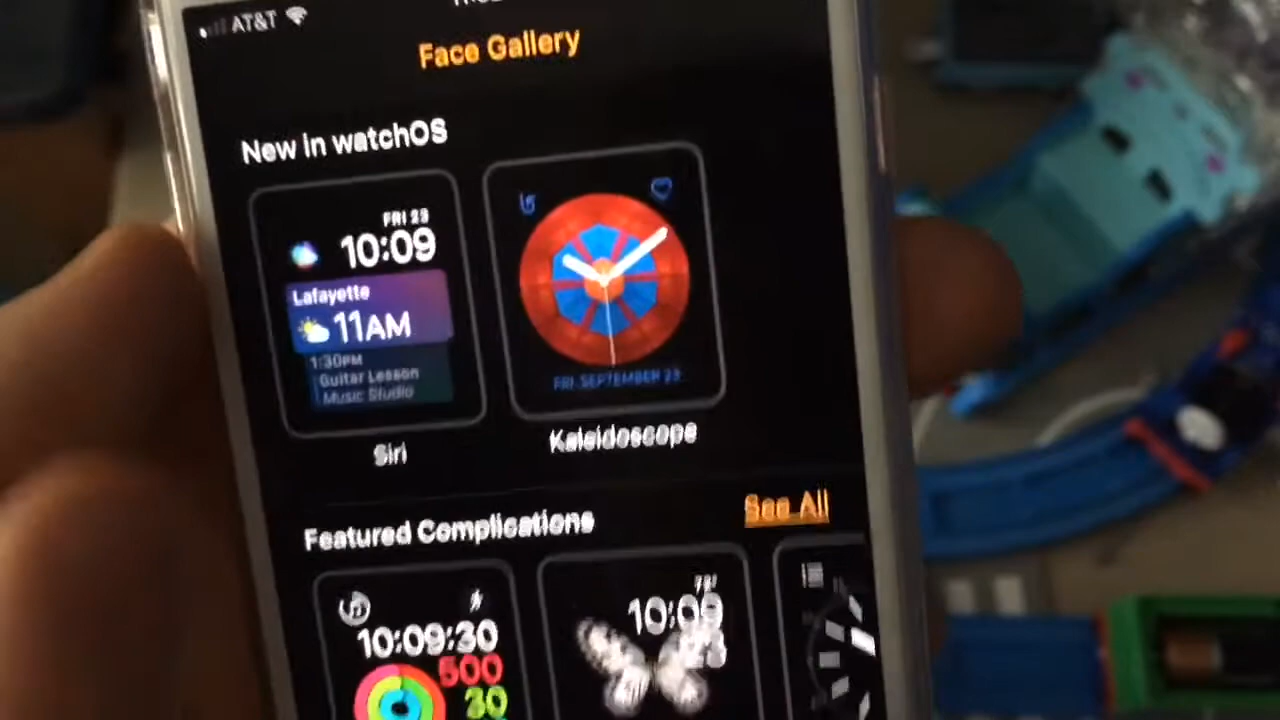 AT&T
Face Gallery
New in watchOS
FRI 23
10:09
Lafayette
11AM
1:30PM
Guitar Lesson
Music Studio
Siri
FRI SEPTEMBER 23
Kaleidoscope
Featured Complications
See All
10:09:30
500
30
10:09
23